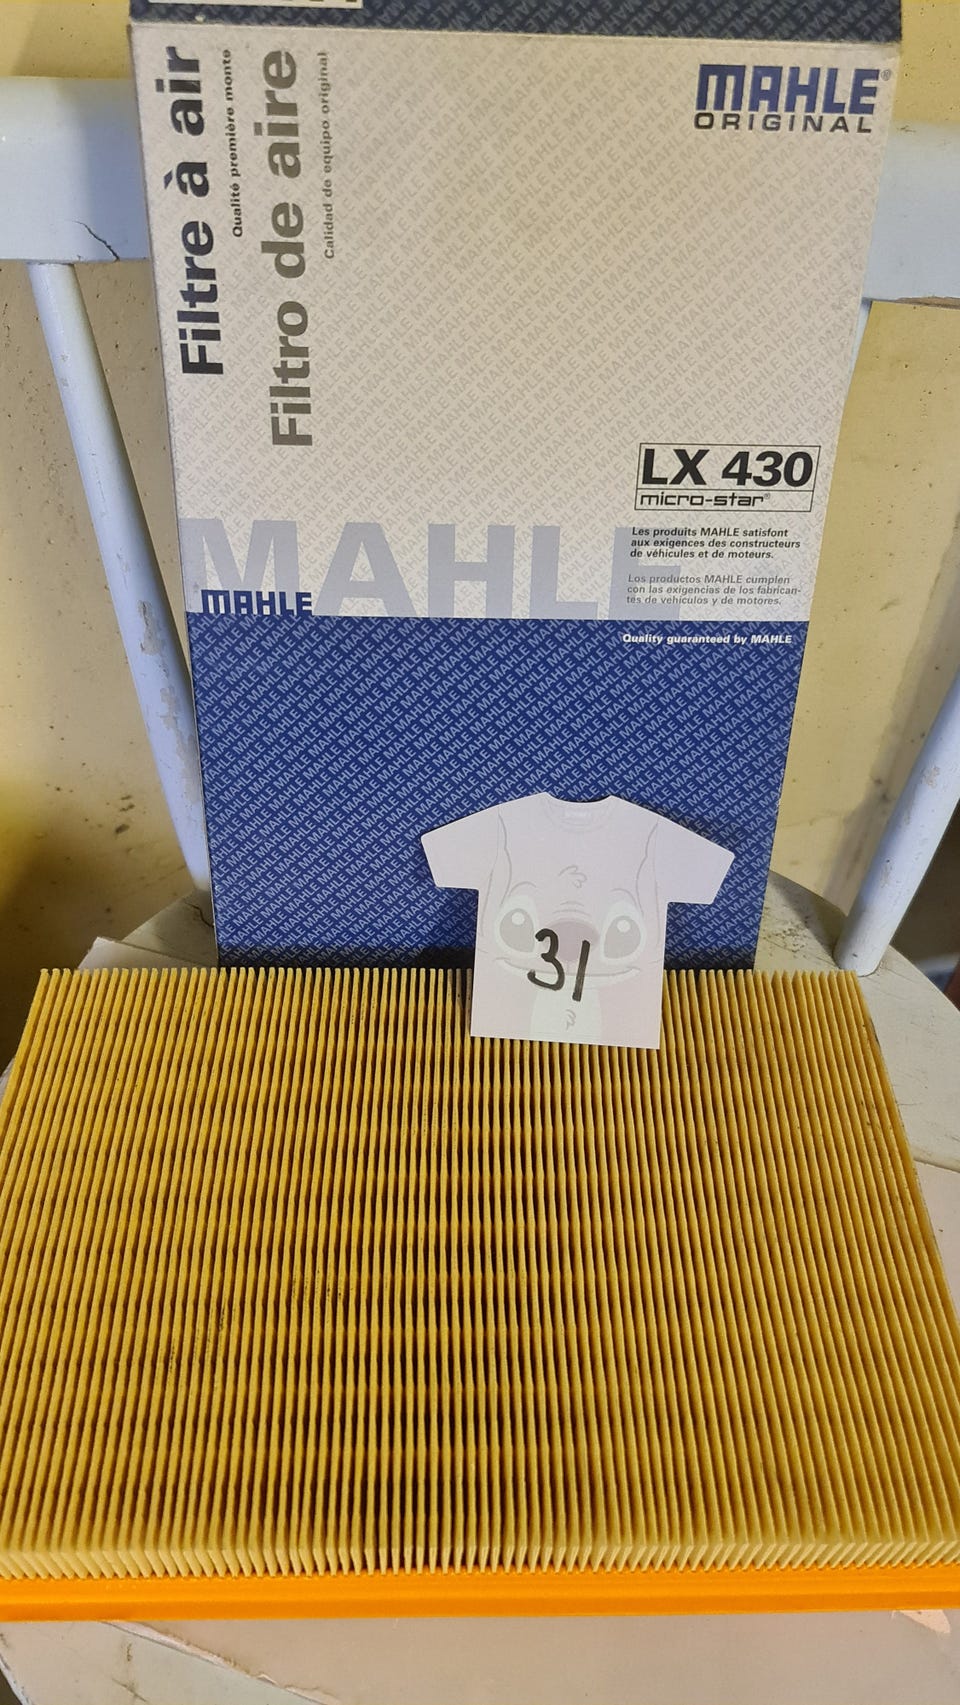 Filtre à air
Qualité première monte
Filtro de aire
Calidad de equipo original
MAHLE®
ORIGINAL
LX 430
micro-star®
Les produits MAHLE satisfont
aux exigences des constructeurs
de véhicules et de moteurs.
Los productos MAHLE cumplen
con las exigencias de los fabrican-
tes de vehículos y de motores.
MAHLE
MAHLE
Quality guaranteed by MAHLE
31